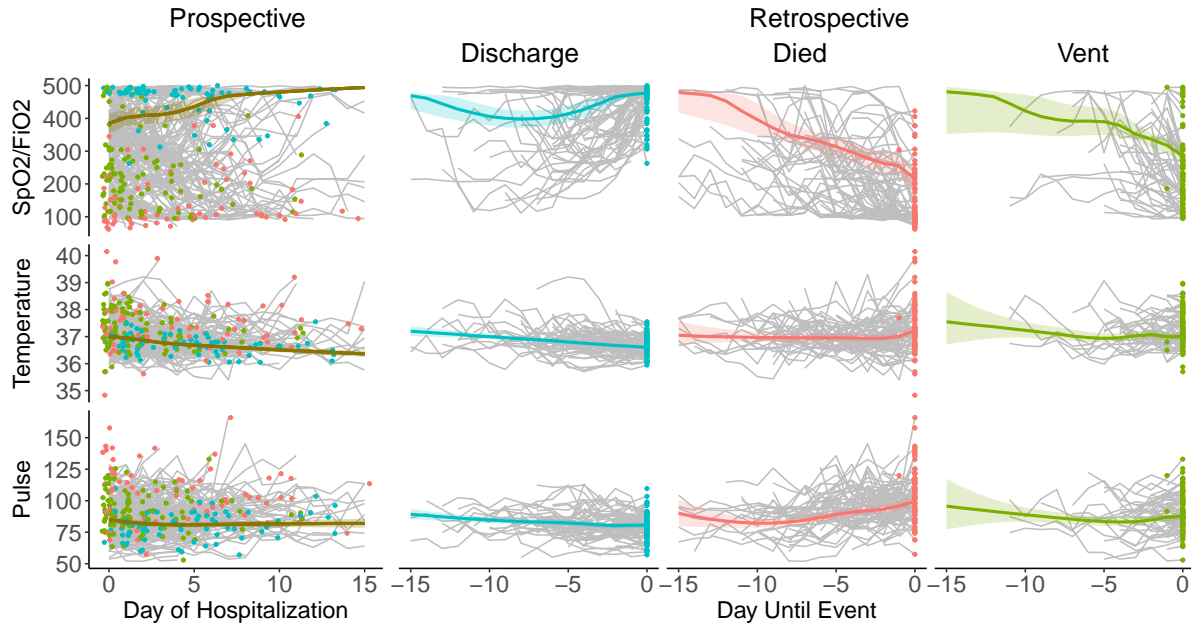 Prospective
Retrospective
Discharge
Died
Vent
SpO2/FiO2
500
400
300
200
100
Temperature
40
39
38
37
36
35
Pulse
150
125
100
75
50
0 5 10 15
−15 −10 −5 0
−15 −10 −5 0
−15 −10 −5 0
Day of Hospitalization
Day Until Event